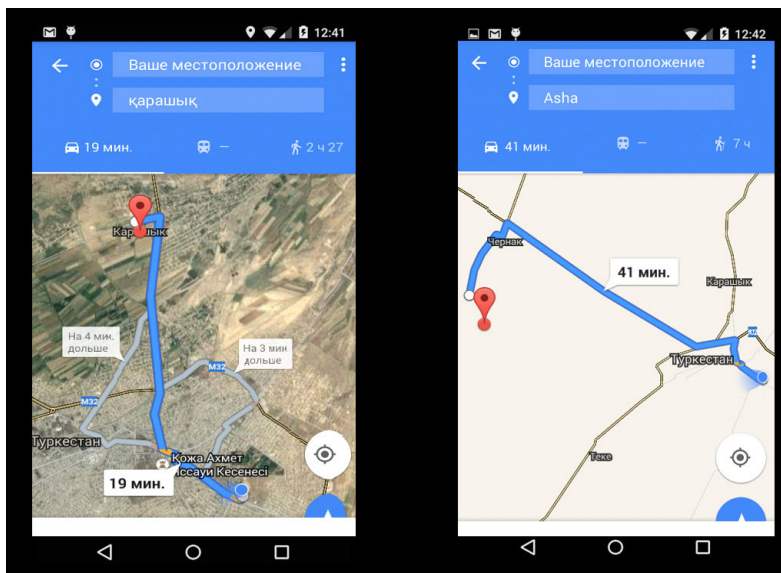 12:41
Ваше местоположение
қарашық
19 мин.
—
2 ч 27
Карашык
На 4 мин.
дольше
На 3 мин
дольше
М32
М32
Туркестан
Қожа Ахмет
Яссауи Кесенесі
19 мин.
12:42
Ваше местоположение
Asha
41 мин.
—
7 ч
Чернак
41 мин.
Карашык
Туркестан
Теке